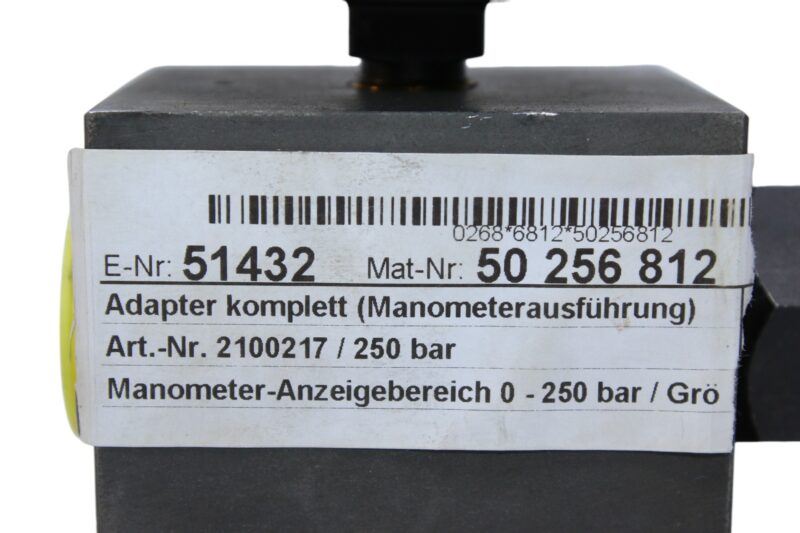 0268*6812*50256812
E-Nr: 51432 Mat-Nr: 50 256 812
Adapter komplett (Manometerausführung)
Art.-Nr. 2100217 / 250 bar
Manometer-Anzeigebereich 0 - 250 bar / Grö